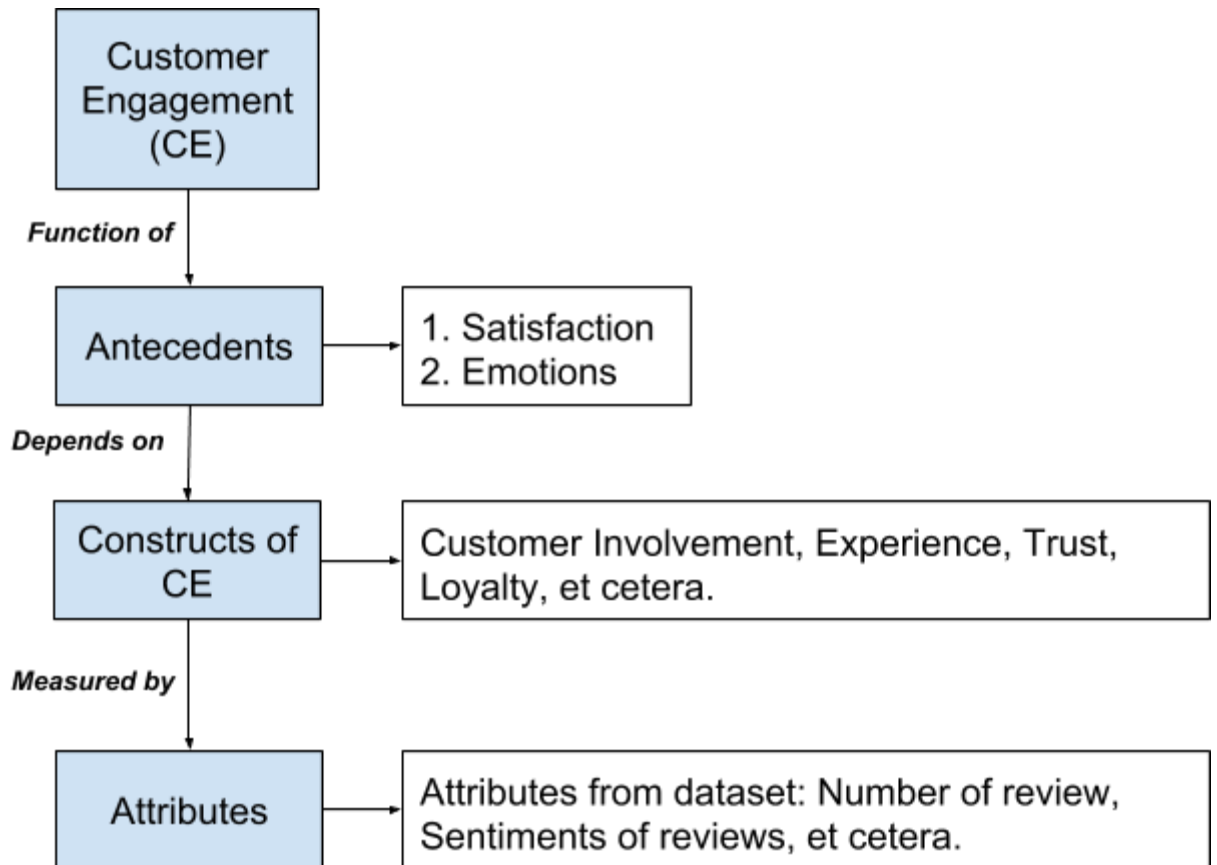 Customer
Engagement
(CE)
Function of
Antecedents
1. Satisfaction
2. Emotions
Depends on
Constructs of
CE
Customer Involvement, Experience, Trust,
Loyalty, et cetera.
Measured by
Attributes
Attributes from dataset: Number of review,
Sentiments of reviews, et cetera.